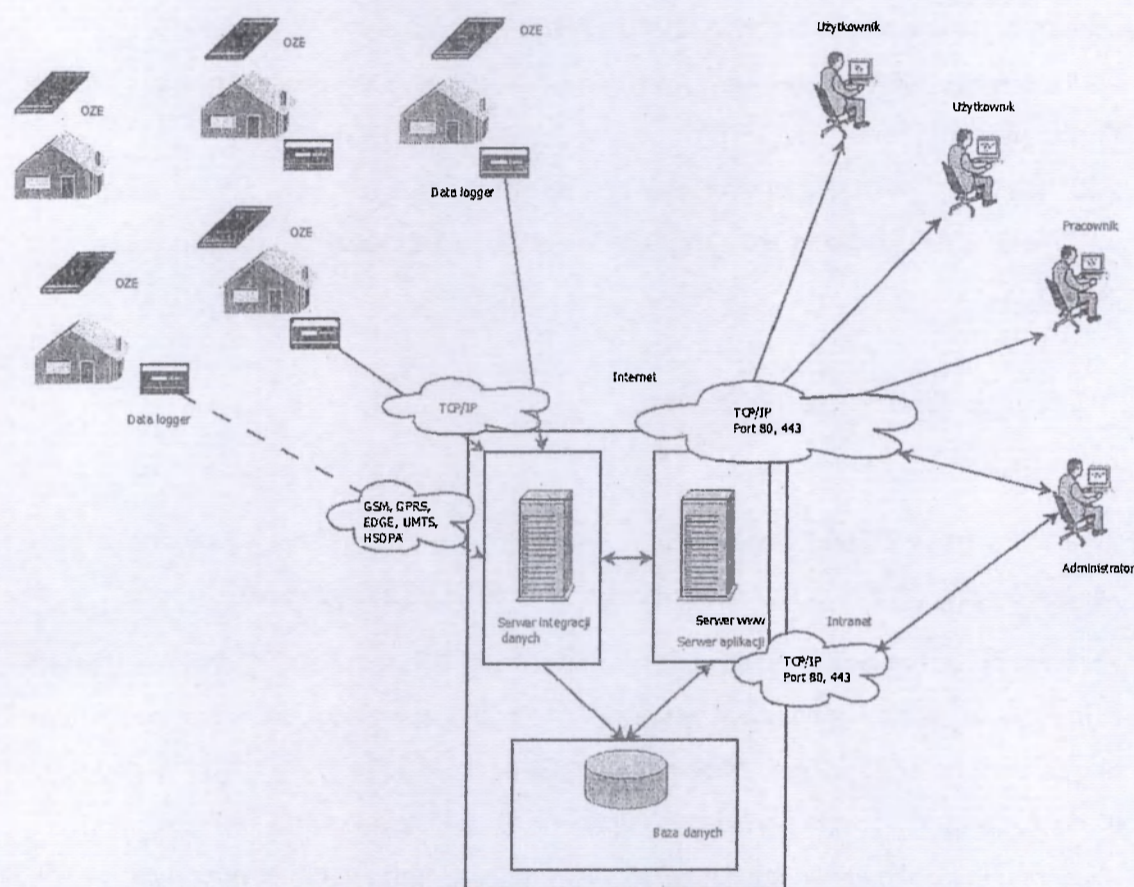 OZE
OZE
OZE
Data logger
OZE
OZE
Data logger
Użytkownik
Użytkownik
Pracownik
Internet
TCP/IP
TCP/IP
Port 80, 443
GSM, GPRS,
EDGE, UMTS,
HSDPA
Administrator
Serwer integracji
danych
Serwer www
Serwer aplikacji
Intranet
TCP/IP
Port 80, 443
Baza danych